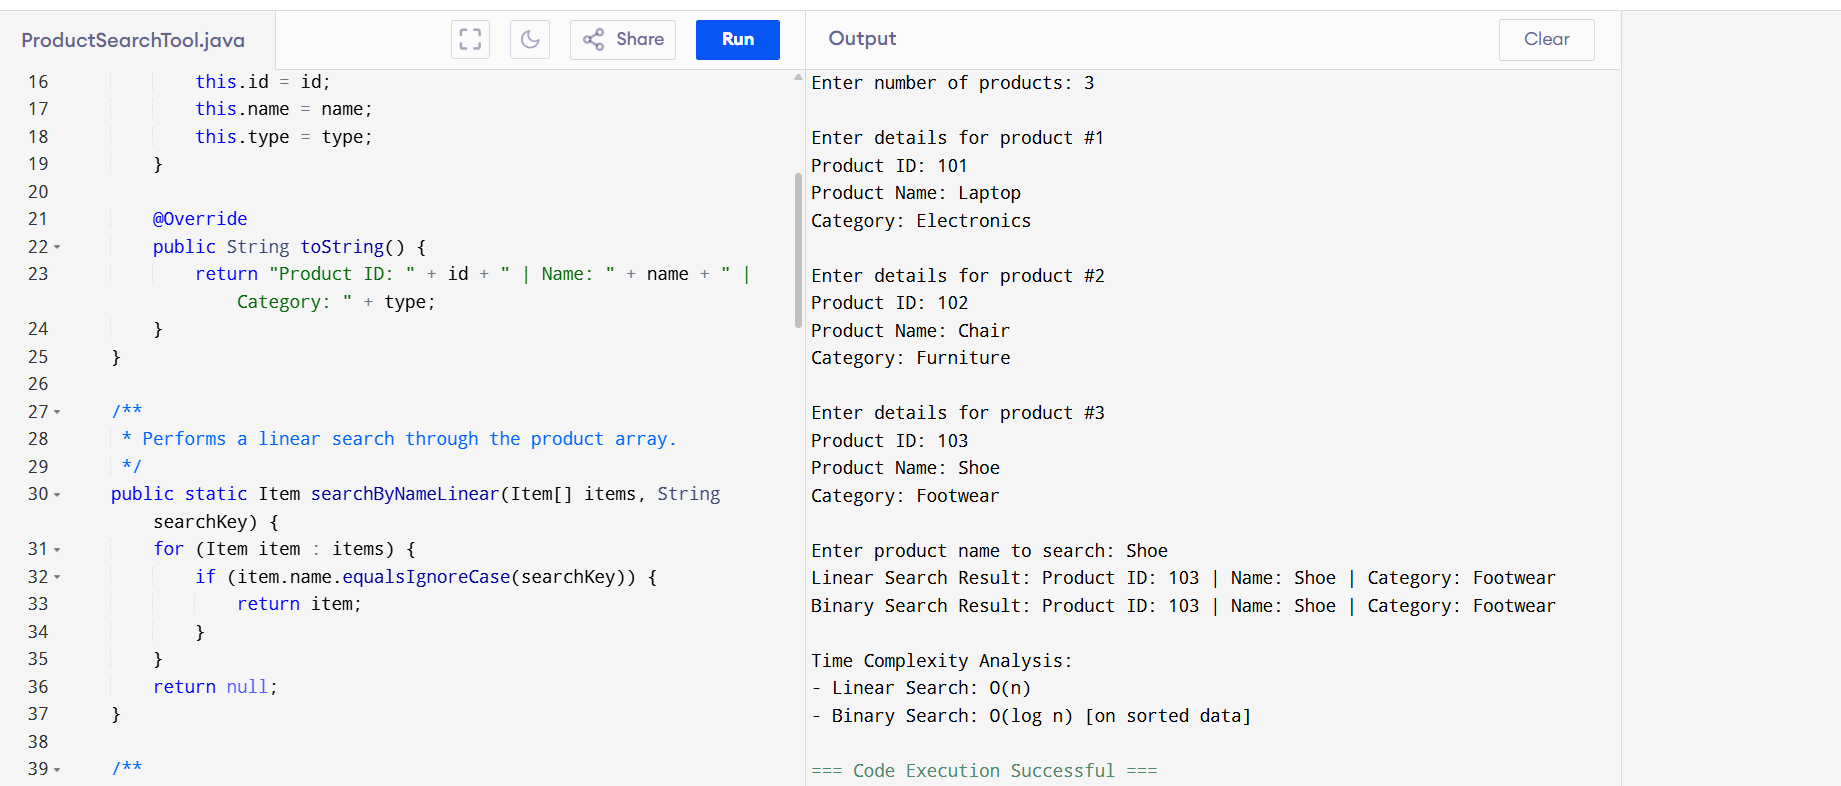 ProductSearchTool.java
Share
Run
Output
Clear
16 this.id = id;
17 this.name = name;
18 this.type = type;
19 }
20
21 @Override
22 public String toString() {
23 return "Product ID: " + id + " | Name: " + name + " |
Category: " + type;
24 }
25 }
26
27 /**
28 * Performs a linear search through the product array.
29 */
30 public static Item searchByNameLinear(Item[] items, String
searchKey) {
31 for (Item item : items) {
32 if (item.name.equalsIgnoreCase(searchKey)) {
33 return item;
34 }
35 }
36 return null;
37 }
38
39 /**
Enter number of products: 3
Enter details for product #1
Product ID: 101
Product Name: Laptop
Category: Electronics
Enter details for product #2
Product ID: 102
Product Name: Chair
Category: Furniture
Enter details for product #3
Product ID: 103
Product Name: Shoe
Category: Footwear
Enter product name to search: Shoe
Linear Search Result: Product ID: 103 | Name: Shoe | Category: Footwear
Binary Search Result: Product ID: 103 | Name: Shoe | Category: Footwear
Time Complexity Analysis:
- Linear Search: O(n)
- Binary Search: O(log n) [on sorted data]
=== Code Execution Successful ===